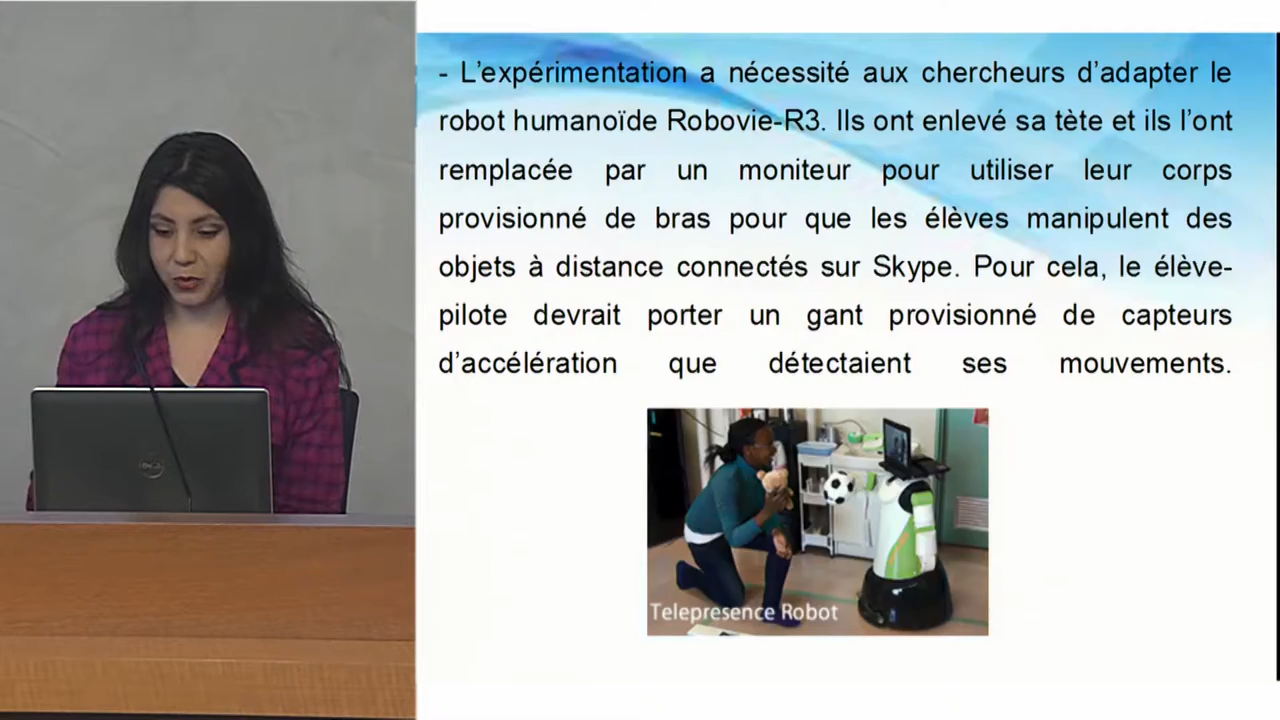 - L'expérimentation a nécessité aux chercheurs d'adapter le
robot humanoïde Robovie-R3. Ils ont enlevé sa tète et ils l'ont
remplacée par un moniteur pour utiliser leur corps
provisionné de bras pour que les élèves manipulent des
objets à distance connectés sur Skype. Pour cela, le élève-
pilote devrait porter un gant provisionné de capteurs
d'accélération que détectaient ses mouvements.
Telepresence Robot
DELL